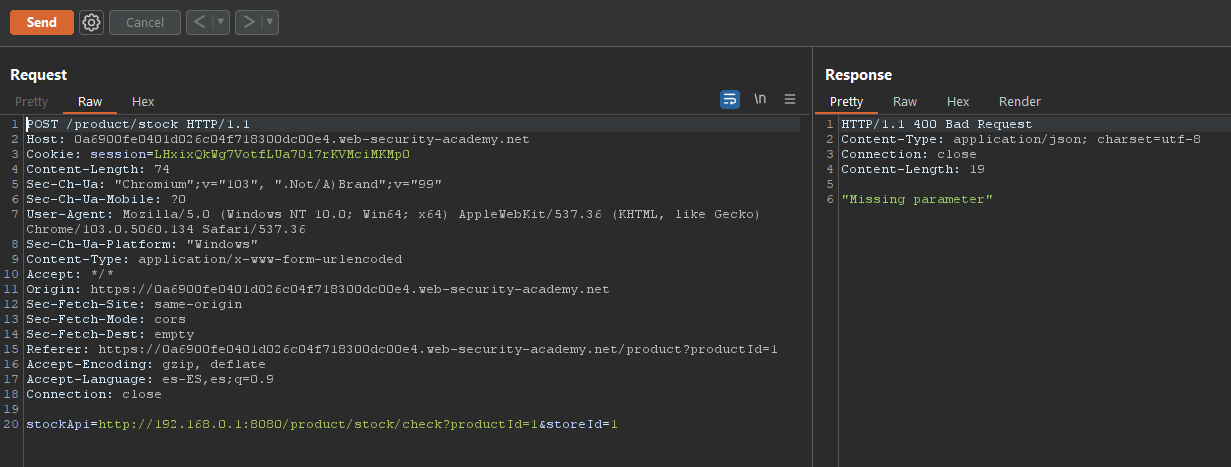 Send Cancel < >
Request
Pretty Raw Hex \n
1 POST /product/stock HTTP/1.1
2 Host: 0a6900fe0401d026c04f718300dc00e4.web-security-academy.net
3 Cookie: session=LHxixQkWg7VotfLUa7Oi7rKVMciMKMpO
4 Content-Length: 74
5 Sec-Ch-Ua: "Chromium";v="103", ".Not/A)Brand";v="99"
6 Sec-Ch-Ua-Mobile: ?0
7 User-Agent: Mozilla/5.0 (Windows NT 10.0; Win64; x64) AppleWebKit/537.36 (KHTML, like Gecko)
Chrome/103.0.5060.134 Safari/537.36
8 Sec-Ch-Ua-Platform: "Windows"
9 Content-Type: application/x-www-form-urlencoded
10 Accept: */*
11 Origin: https://0a6900fe0401d026c04f718300dc00e4.web-security-academy.net
12 Sec-Fetch-Site: same-origin
13 Sec-Fetch-Mode: cors
14 Sec-Fetch-Dest: empty
15 Referer: https://0a6900fe0401d026c04f718300dc00e4.web-security-academy.net/product?productId=1
16 Accept-Encoding: gzip, deflate
17 Accept-Language: es-ES,es;q=0.9
18 Connection: close
19
20 stockApi=http://192.168.0.1:8080/product/stock/check?productId=1&storeId=1
Response
Pretty Raw Hex Render
1 HTTP/1.1 400 Bad Request
2 Content-Type: application/json; charset=utf-8
3 Connection: close
4 Content-Length: 19
5
6 "Missing parameter"